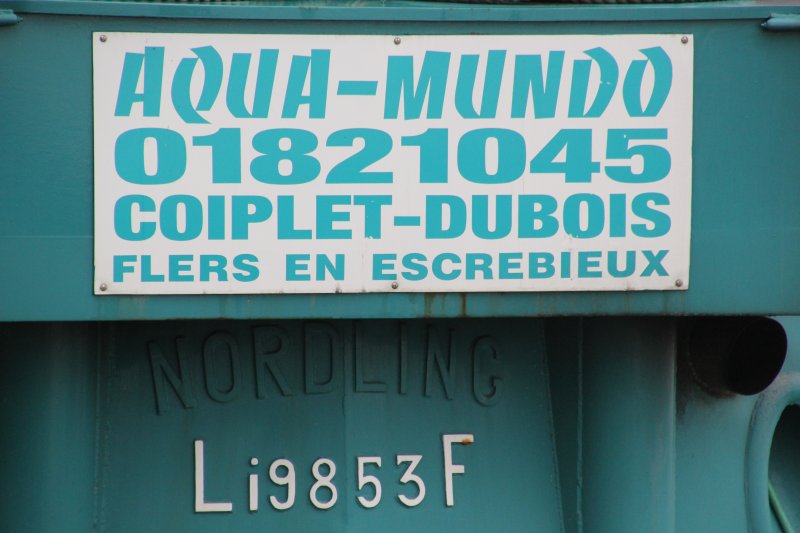 AQUA-MUNDO
01821045
COIPLET-DUBOIS
FLERS EN ESCREBIEUX
NORDLING
Li9853F